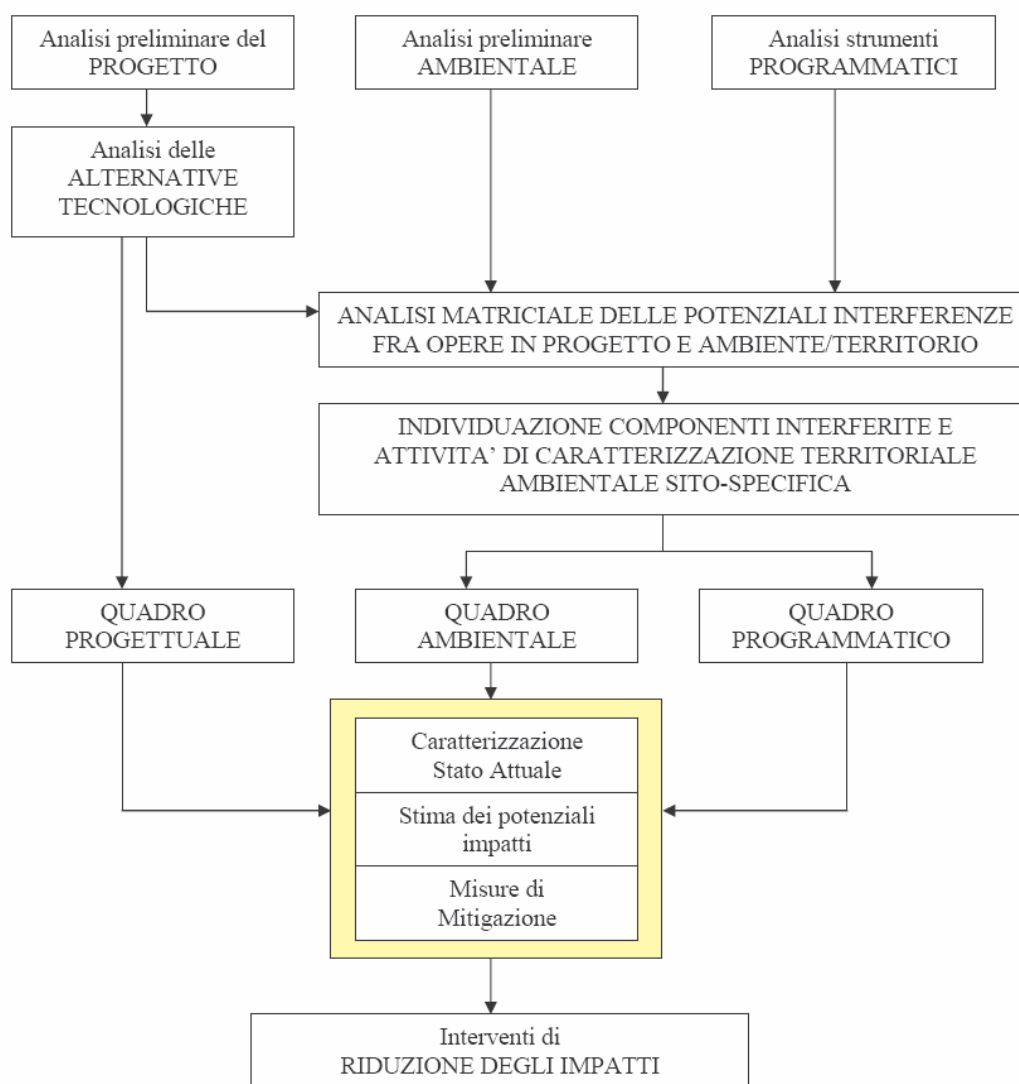 Analisi preliminare del
PROGETTO
Analisi preliminare
AMBIENTALE
Analisi strumenti
PROGRAMMATICI
Analisi delle
ALTERNATIVE
TECNOLOGICHE
ANALISI MATRICIALE DELLE POTENZIALI INTERFERENZE
FRA OPERE IN PROGETTO E AMBIENTE/TERRITORIO
INDIVIDUAZIONE COMPONENTI INTERFERITE E
ATTIVITA’ DI CARATTERIZZAZIONE TERRITORIALE
AMBIENTALE SITO-SPECIFICA
QUADRO
PROGETTUALE
QUADRO
AMBIENTALE
QUADRO
PROGRAMMATICO
Caratterizzazione
Stato Attuale
Stima dei potenziali
impatti
Misure di
Mitigazione
Interventi di
RIDUZIONE DEGLI IMPATTI